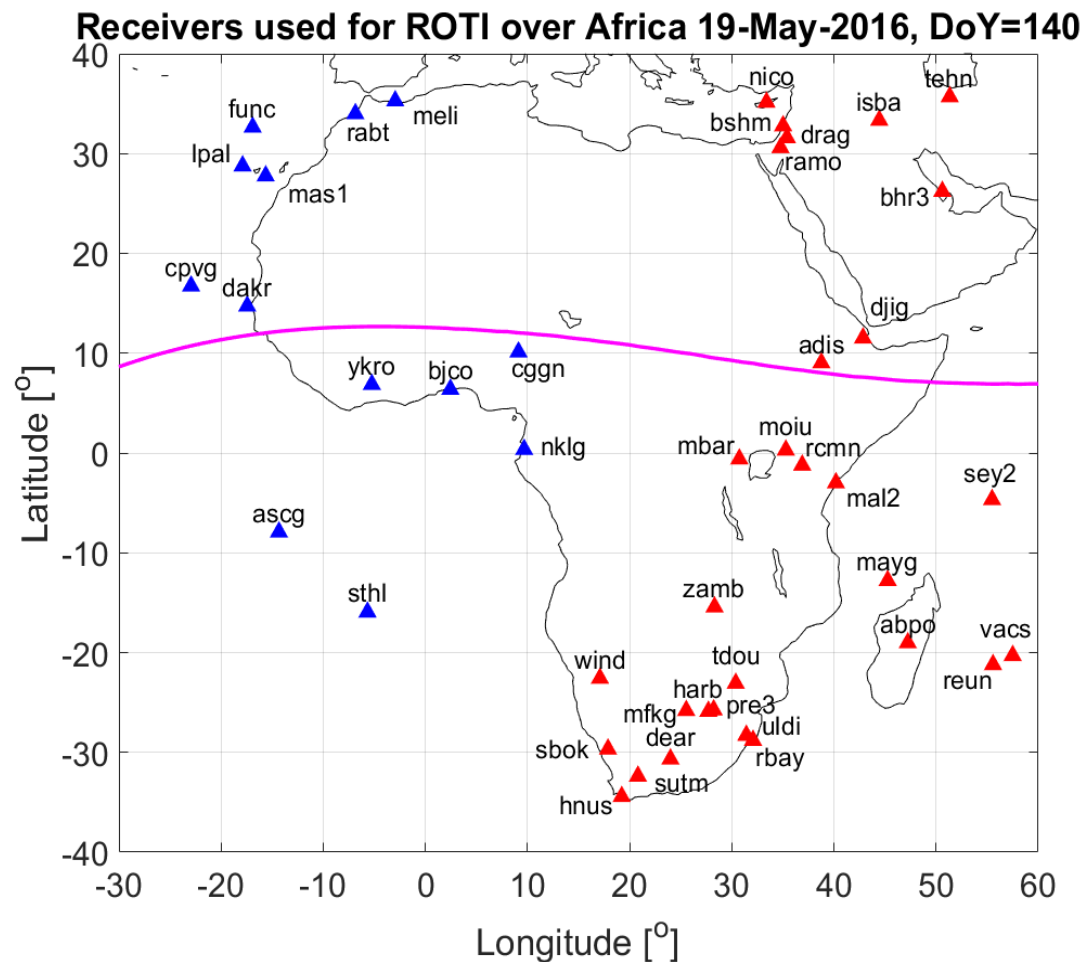 Receivers used for ROTI over Africa 19-May-2016, DoY=140
40
30
20
10
0
-10
-20
-30
-40
Latitude [o]
nico
tehn
func
isba
meli
rabt
bshm
drag
lpal
ramo
mas1
bhr3
cpvg
dakr
djig
adis
ykro
bjco
cggn
moiu
nklg
mbar
rcmn
sey2
mal2
ascg
mayg
sthl
zamb
abpo
vacs
wind
tdou
reun
harb
mfkg
pre3
uldi
dear
sbok
rbay
sutm
hnus
-30 -20 -10 0 10 20 30 40 50 60
Longitude [o]